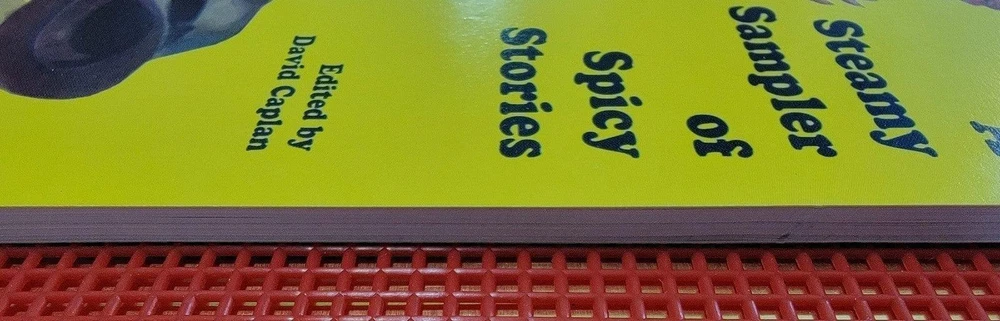 Steamy
Sampler
of
Spicy
Stories
Edited by
David Caplan